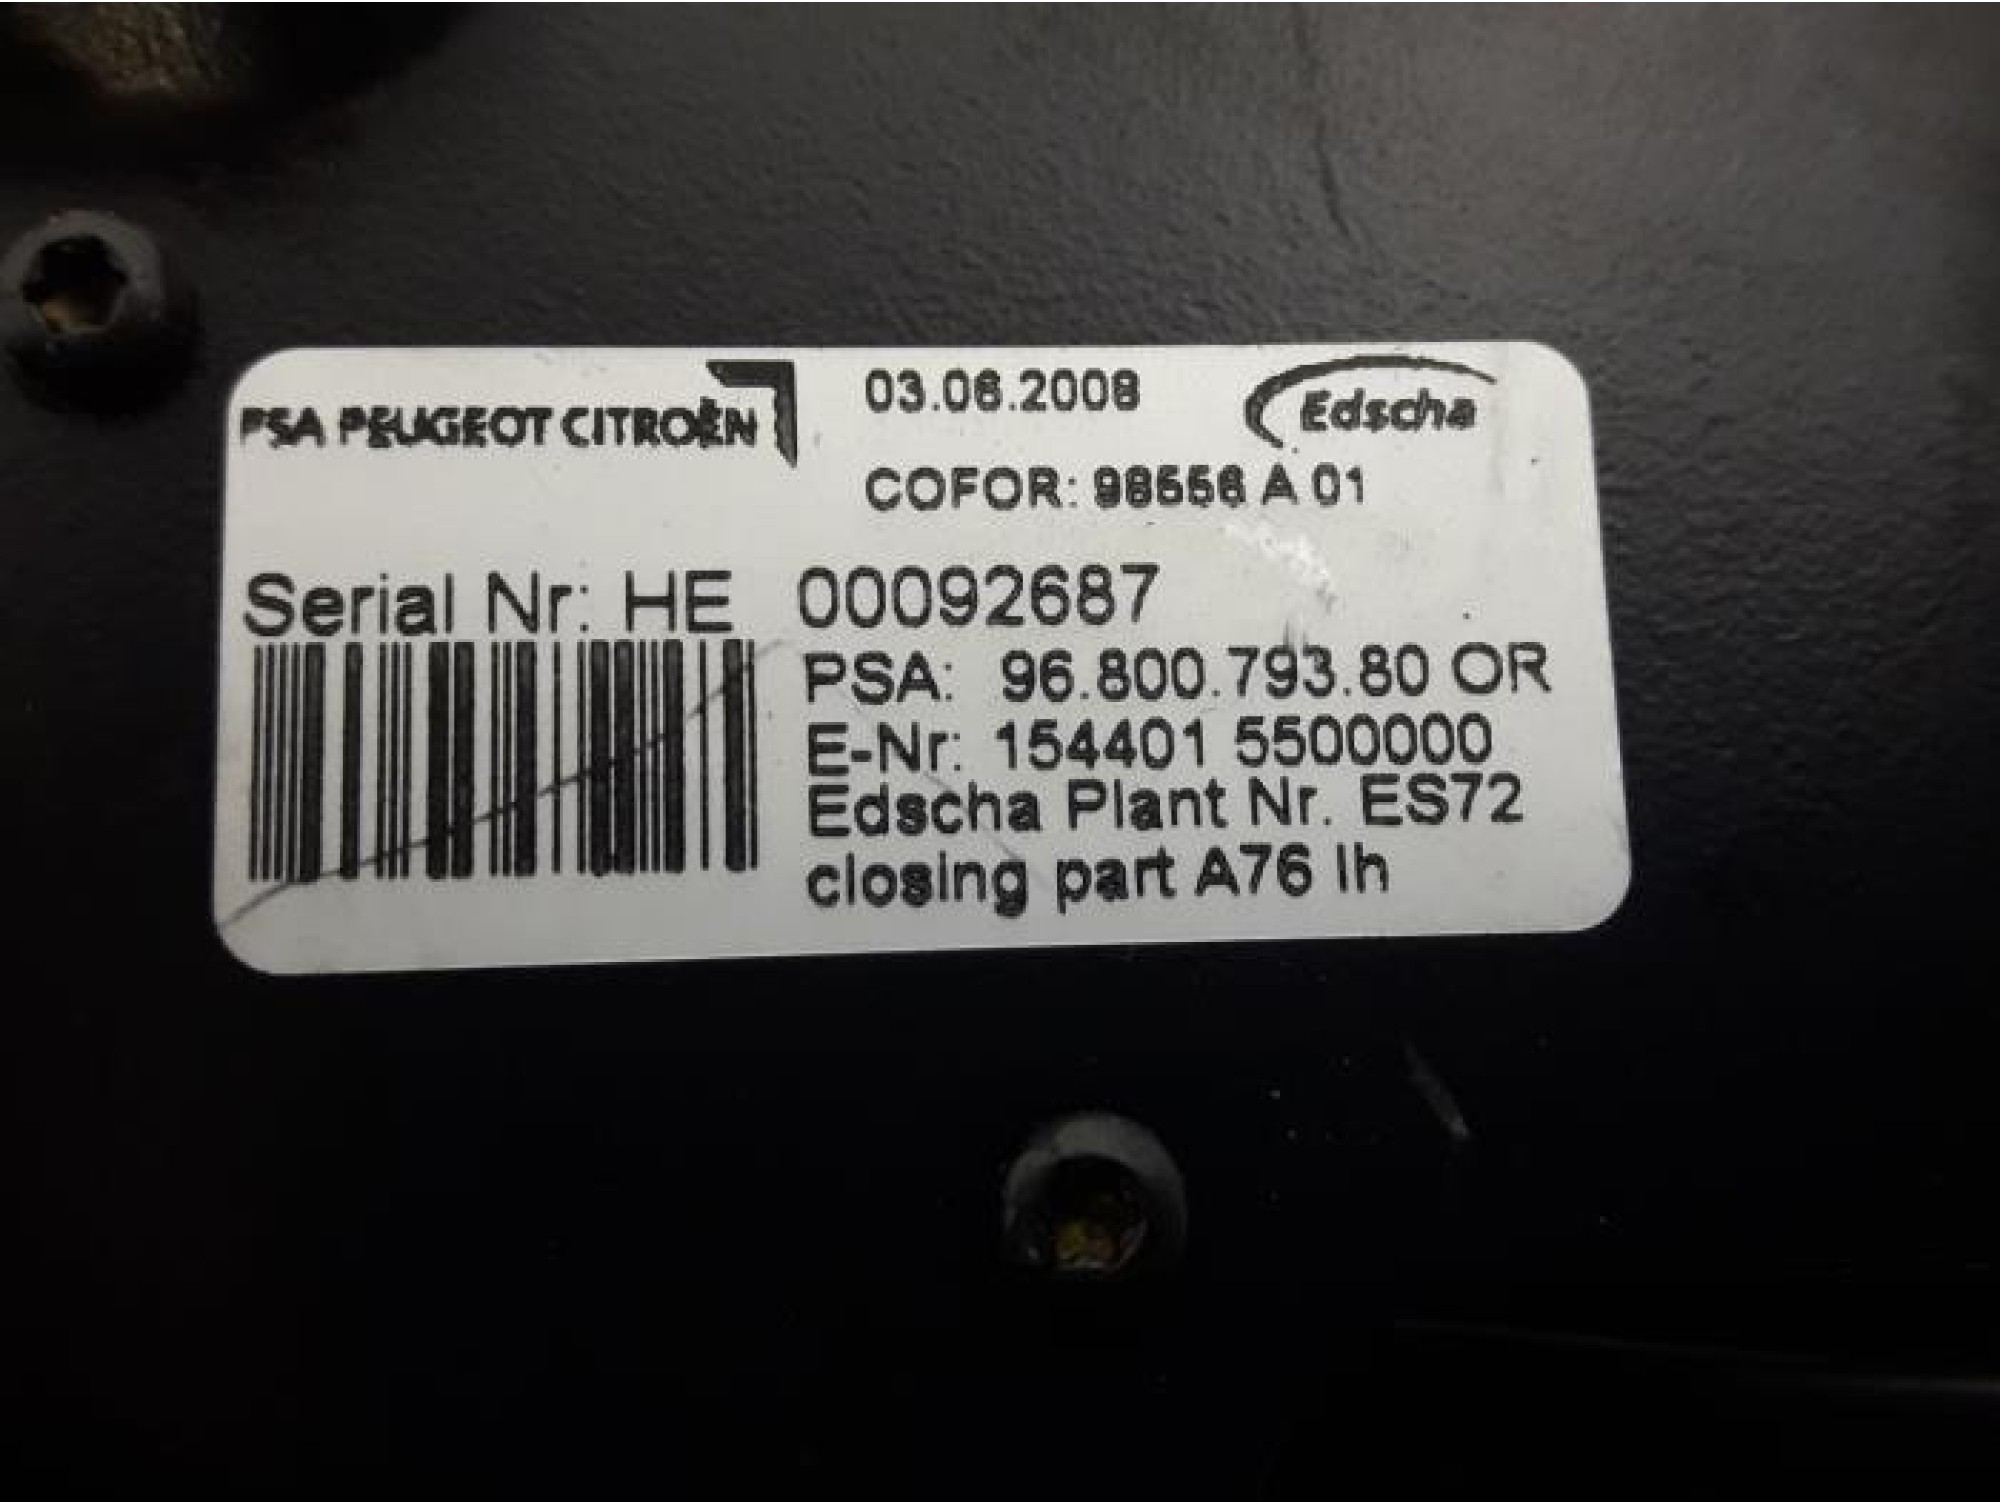 PSA PEUGEOT CITROËN
03.06.2008
Edscha
COFOR: 98556 A 01
Serial Nr: HE 00092687
PSA: 96.800.793.80 OR
E-Nr: 154401 5500000
Edscha Plant Nr. ES72
closing part A76 lh